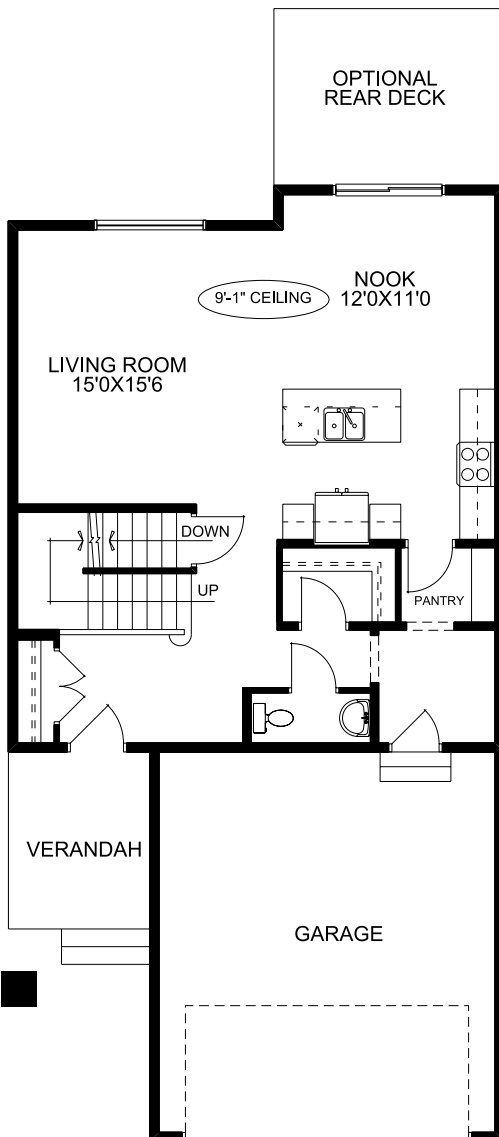 OPTIONAL
REAR DECK
NOOK
12'0X11'0
9'-1" CEILING
LIVING ROOM
15'0X15'6
DOWN
UP
PANTRY
VERANDAH
GARAGE